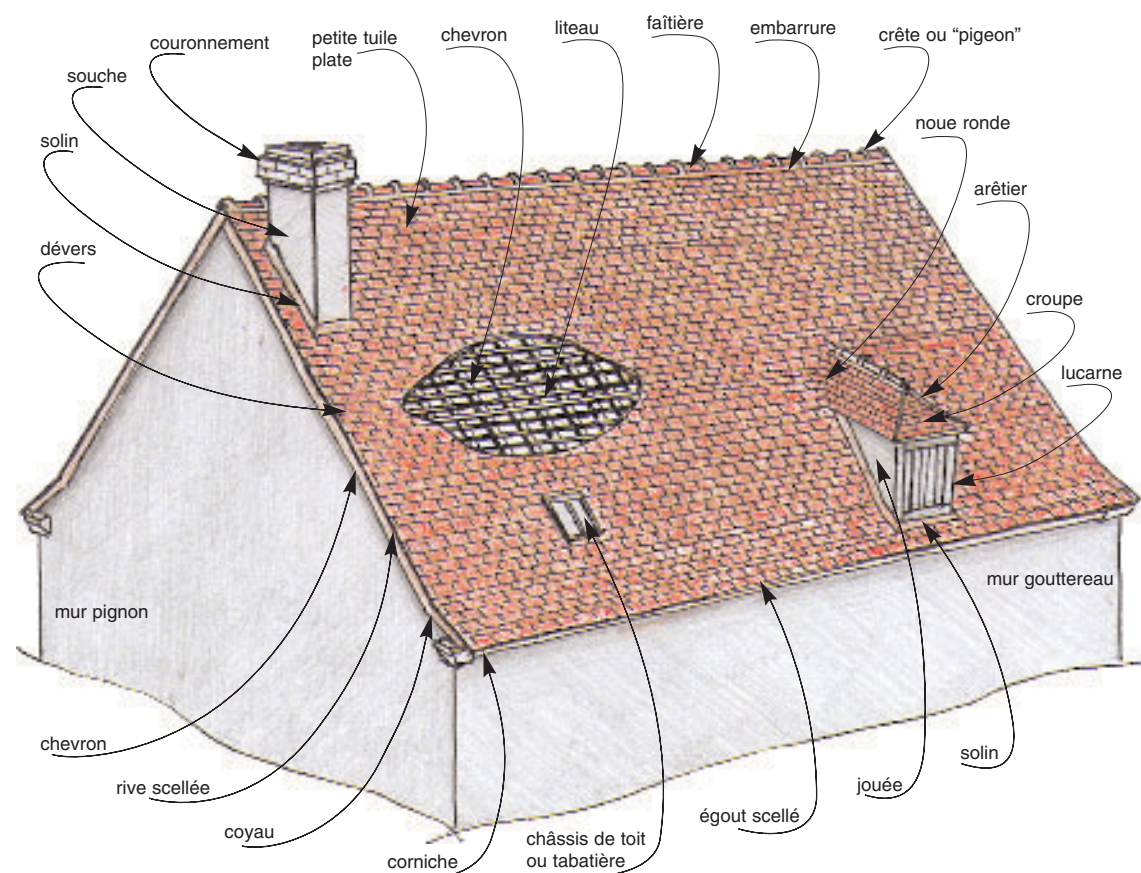 couronnement
petite tuile
plate
chevron
liteau
faîtière
embarrure
crête ou “pigeon”
souche
noue ronde
solin
arêtier
dévers
croupe
lucarne
mur pignon
mur gouttereau
chevron
solin
rive scellée
jouée
coyau
égout scellé
corniche
châssis de toit
ou tabatière